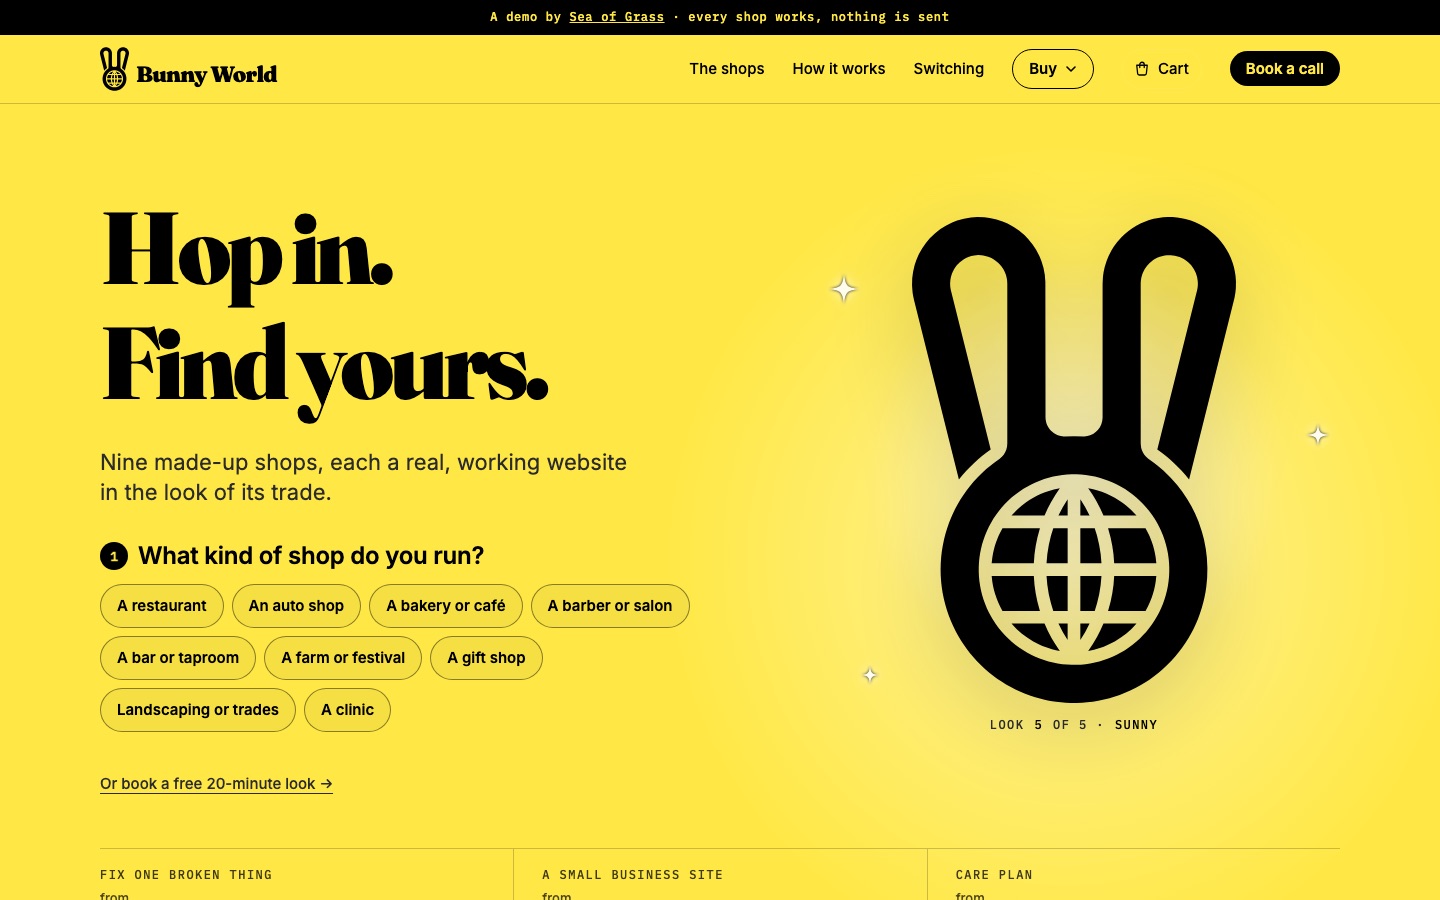 A demo by Sea of Grass · every shop works, nothing is sent
Bunny World
The shops
How it works
Switching
Buy
Cart
Book a call
Hop in.
Find yours.
Nine made-up shops, each a real, working website
in the look of its trade.
1 What kind of shop do you run?
A restaurant
An auto shop
A bakery or café
A barber or salon
A bar or taproom
A farm or festival
A gift shop
Landscaping or trades
A clinic
Or book a free 20-minute look →
LOOK 5 OF 5 · SUNNY
FIX ONE BROKEN THING
from
A SMALL BUSINESS SITE
from
CARE PLAN
from